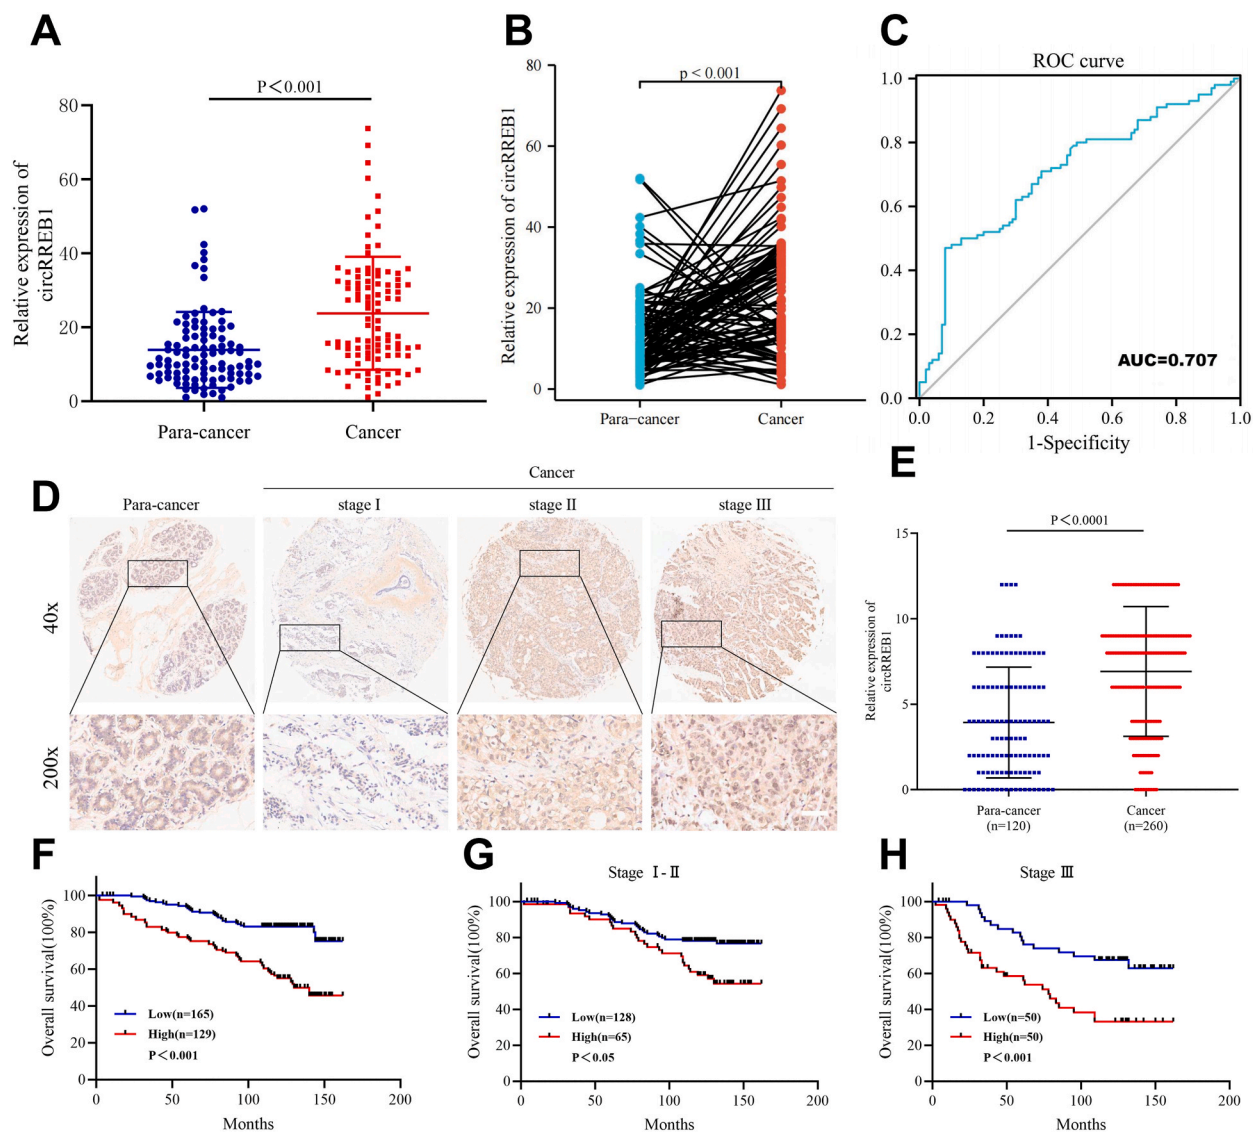 A
P<0.001
Relative expression of
circRREB1
80
60
40
20
0
Para-cancer
Cancer
B
p < 0.001
Relative expression of circRREB1
80
60
40
20
0
Para−cancer
Cancer
C
ROC curve
1.0
0.8
0.6
0.4
0.2
0.0
AUC=0.707
0.0
0.2
0.4
0.6
0.8
1.0
1-Specificity
D
Cancer
Para-cancer
stage I
stage II
stage III
40x
200x
E
P<0.0001
Relative expression of
circRREB1
15
10
5
0
Para-cancer
(n=120)
Cancer
(n=260)
F
Overall survival(100%)
100
80
60
40
20
0
Low(n=165)
High(n=129)
P<0.001
0
50
100
150
200
Months
G
Stage Ⅰ-Ⅱ
Overall survival(100%)
100
80
60
40
20
0
Low(n=128)
High(n=65)
P<0.05
0
50
100
150
200
Months
H
Stage Ⅲ
Overall survival(100%)
100
80
60
40
20
0
Low(n=50)
High(n=50)
P<0.001
0
50
100
150
200
Months